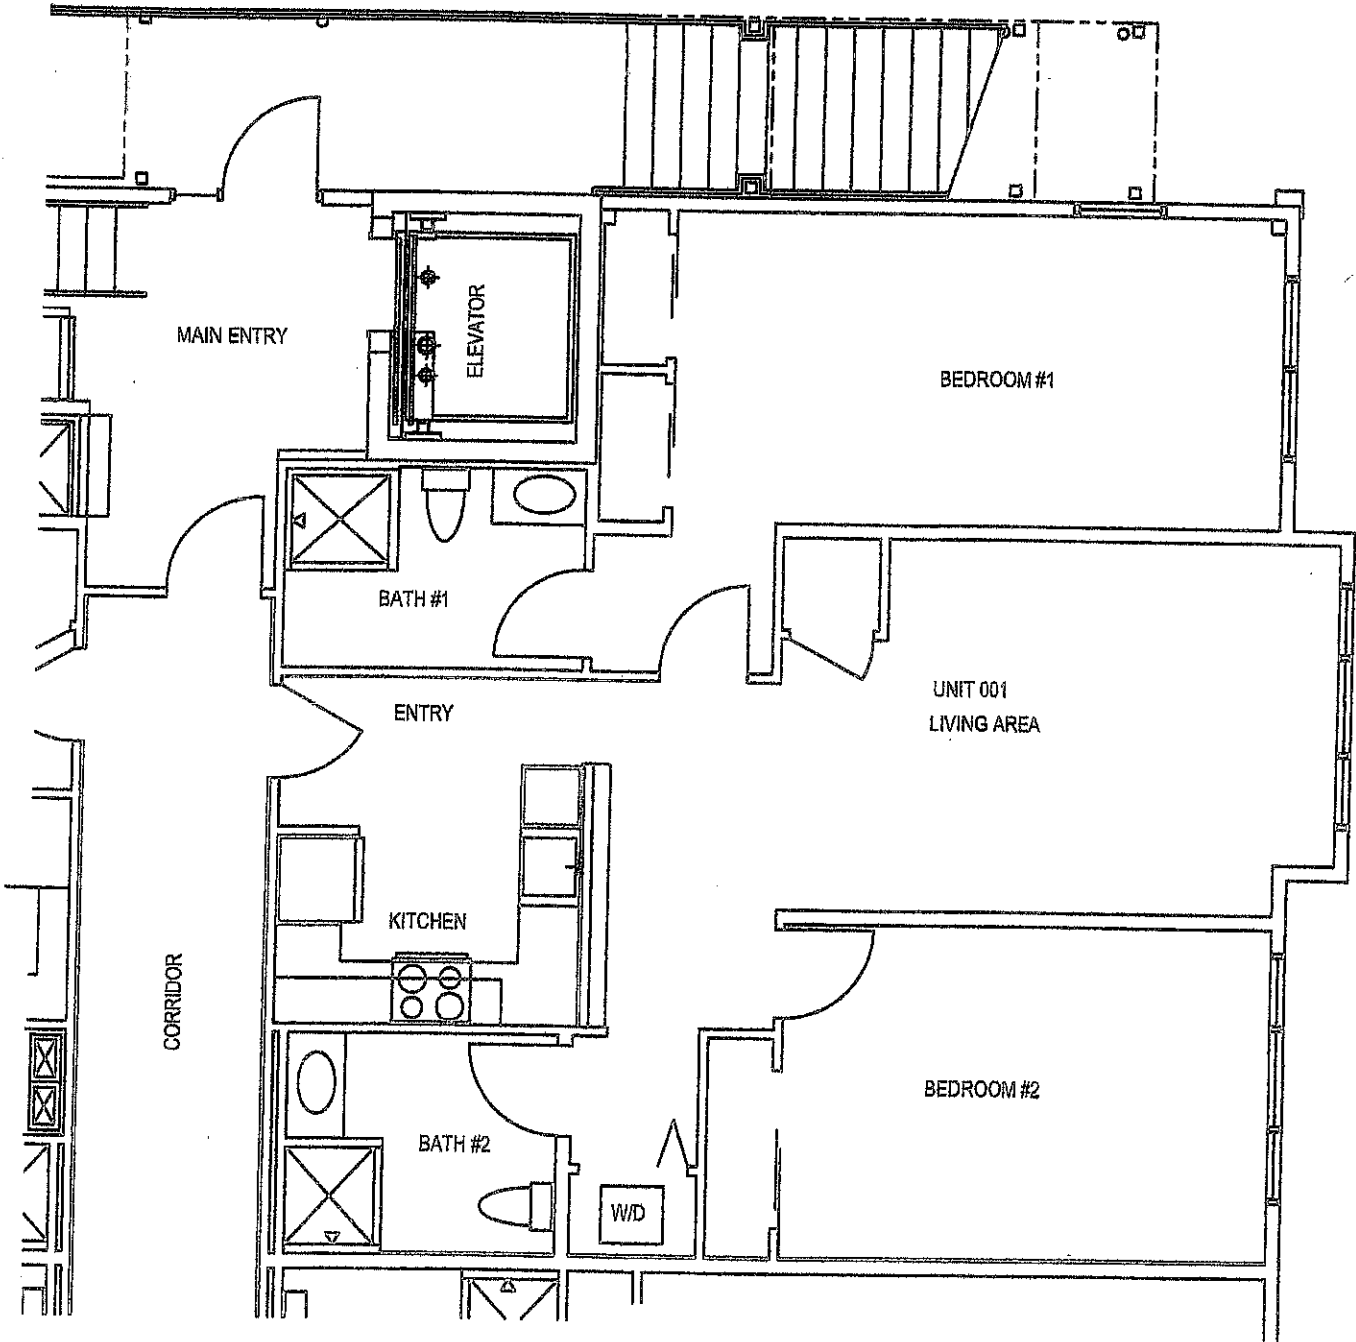 MAIN ENTRY
ELEVATOR
BEDROOM #1
BATH #1
ENTRY
UNIT 001
LIVING AREA
KITCHEN
CORRIDOR
BEDROOM #2
BATH #2
W/D